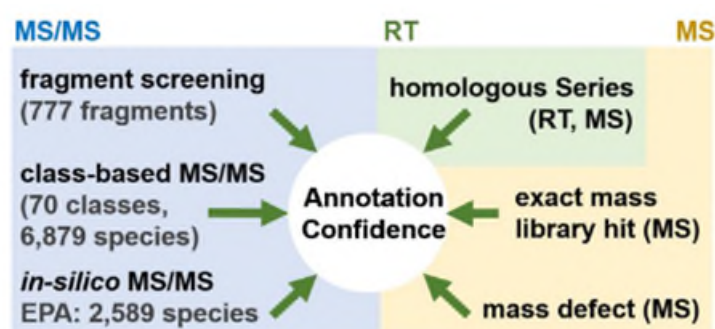 MS/MS RT MS
fragment screening
(777 fragments)
class-based MS/MS
(70 classes,
6,879 species)
in-silico MS/MS
EPA: 2,589 species
Annotation
Confidence
homologous Series
(RT, MS)
exact mass
library hit (MS)
mass defect (MS)